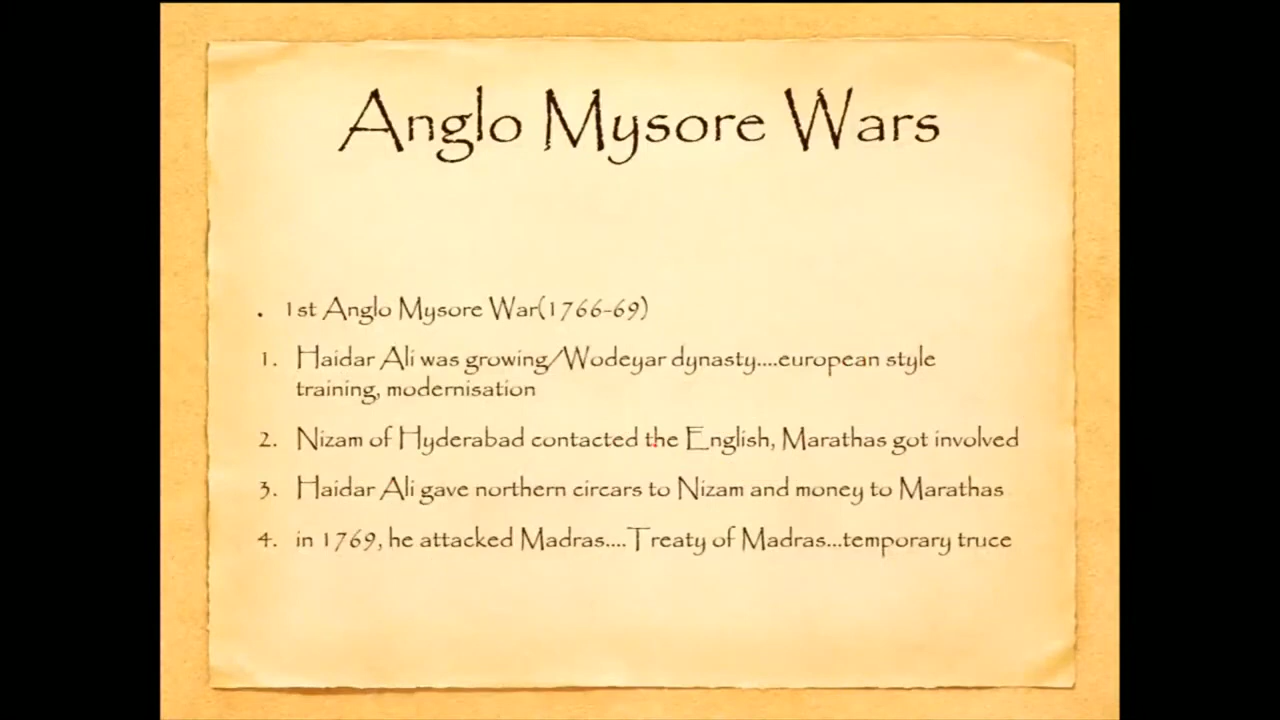 Anglo Mysore Wars
. 1st Anglo Mysore War(1766-69)
1. Haidar Ali was growing/Wodeyar dynasty....european style
training, modernisation
2. Nizam of Hyderabad contacted the English, Marathas got involved
3. Haidar Ali gave northern circars to Nizam and money to Marathas
4. in 1769, he attacked Madras....Treaty of Madras...temporary truce